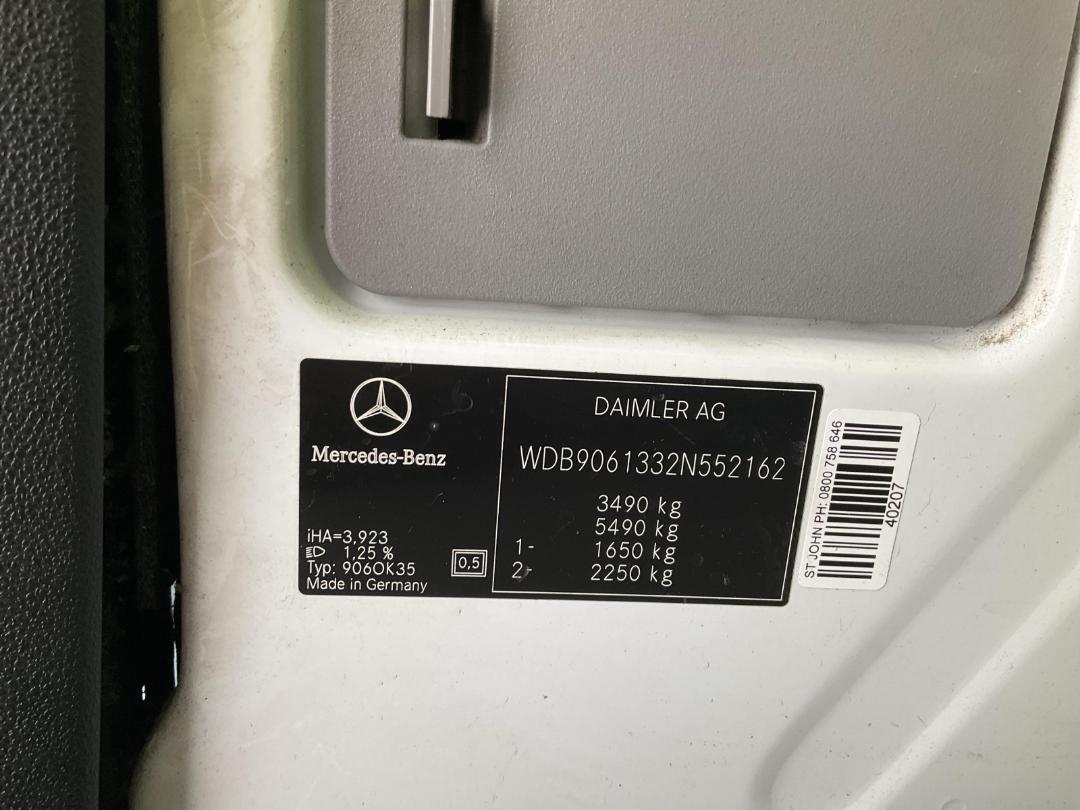 Mercedes-Benz
iHA=3,923
1,25 %
Typ: 906OK35
Made in Germany
0,5
DAIMLER AG
WDB9061332N552162
3490 kg
5490 kg
1- 1650 kg
2- 2250 kg
ST JOHN PH: 0800 758 646
40207